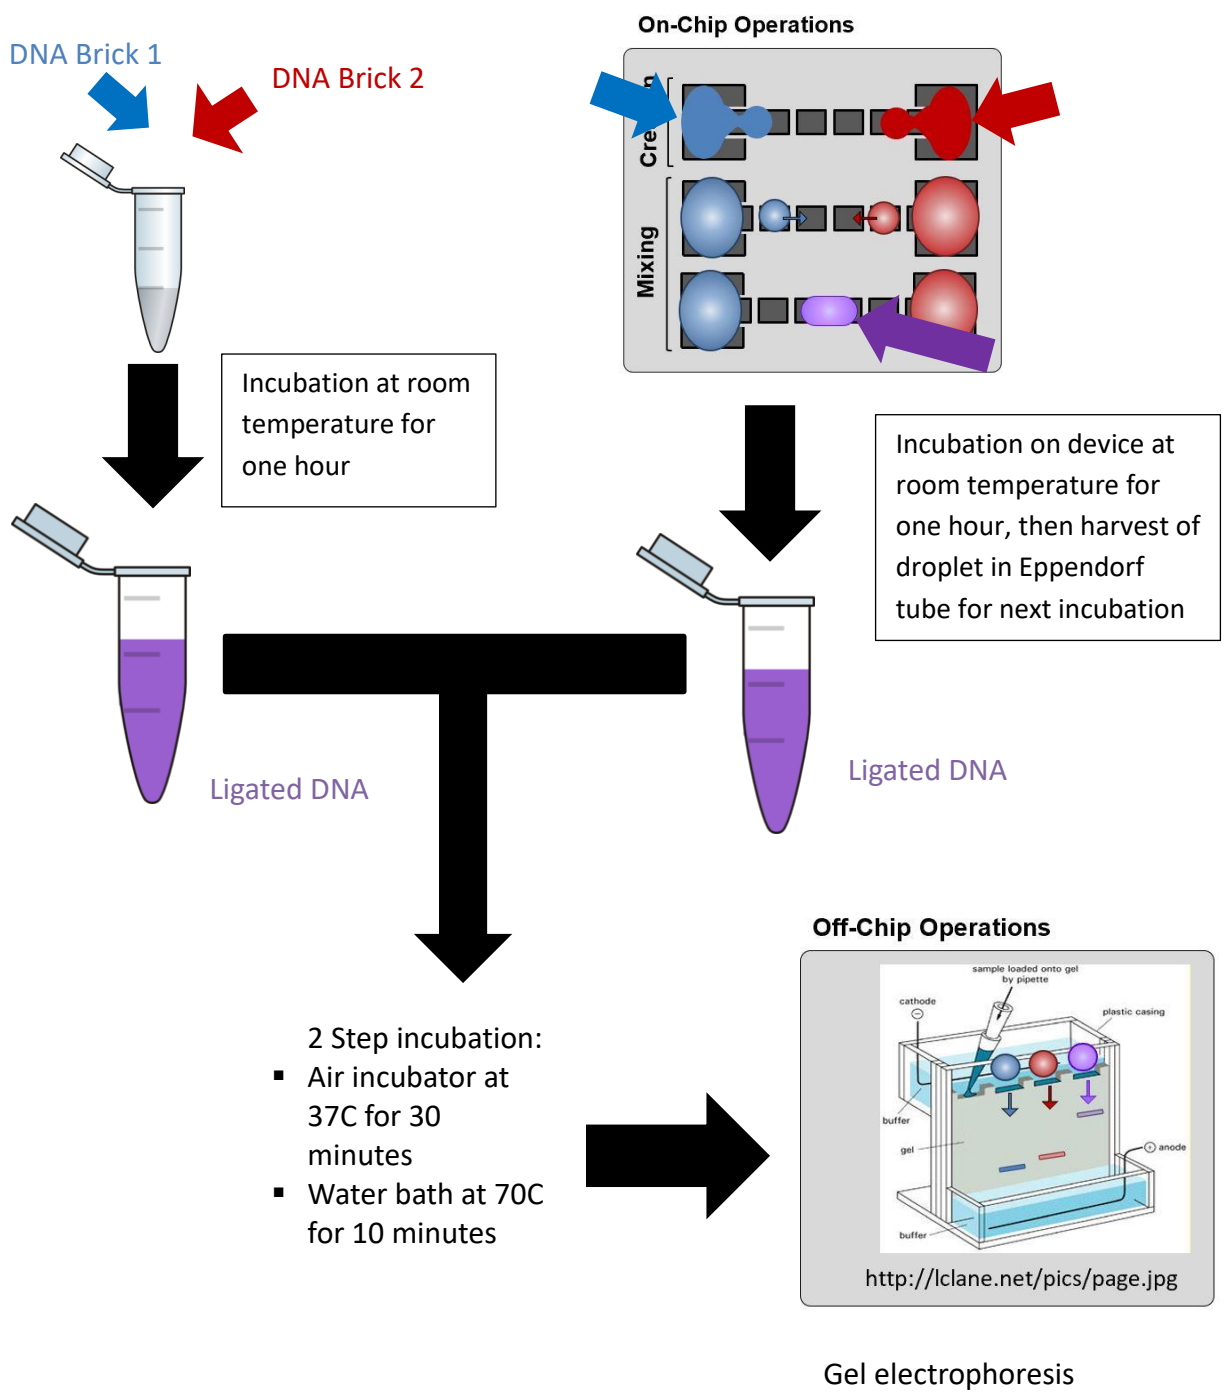 DNA Brick 1
DNA Brick 2
On-Chip Operations
Mixing
Incubation at room
temperature for
one hour
Incubation on device at
room temperature for
one hour, then harvest of
droplet in Eppendorf
tube for next incubation
Ligated DNA
Ligated DNA
2 Step incubation:
▪ Air incubator at
37C for 30
minutes
▪ Water bath at 70C
for 10 minutes
Off-Chip Operations
sample loaded onto gel
by pipette
cathode
−
plastic casing
buffer
gel
+ anode
buffer
http://lclane.net/pics/page.jpg
Gel electrophoresis